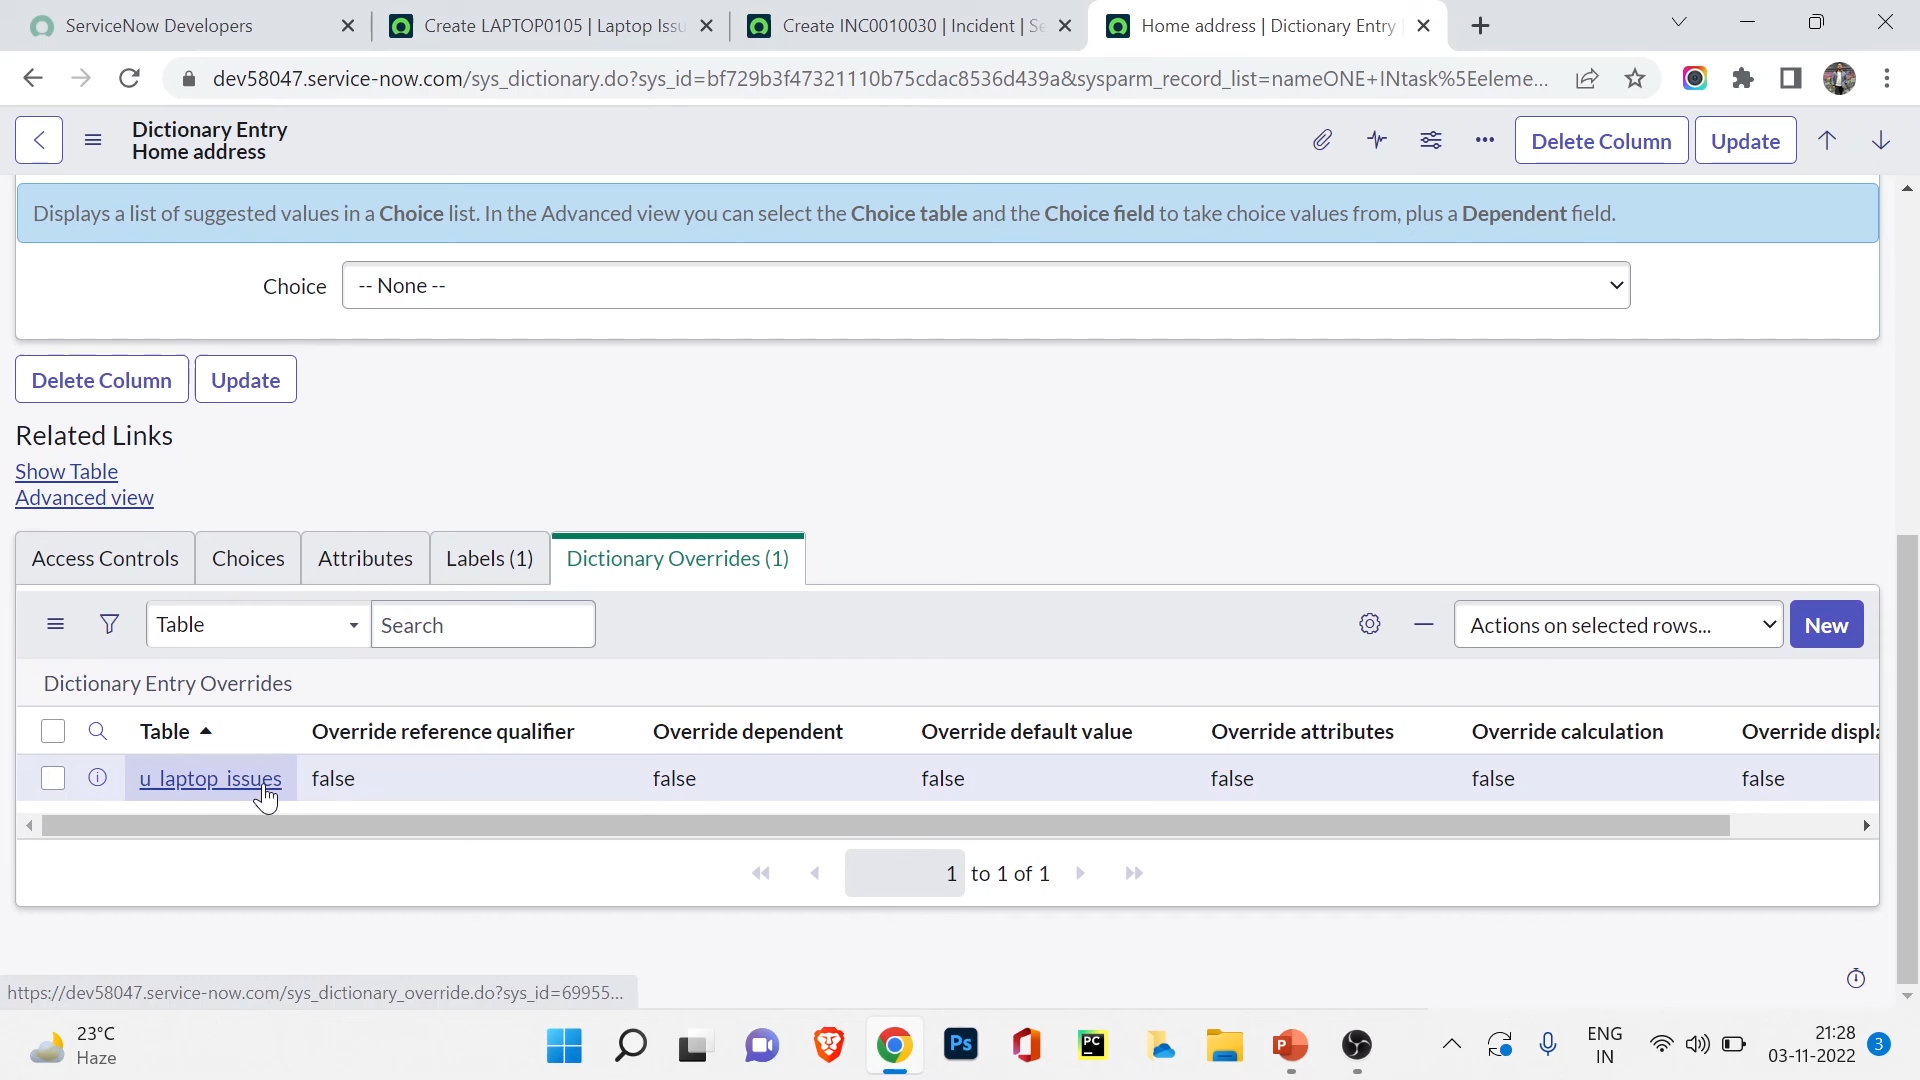 ServiceNow Developers
Create LAPTOP0105 | Laptop Issu
Create INC0010030 | Incident | Se
Home address | Dictionary Entry |
dev58047.service-now.com/sys_dictionary.do?sys_id=bf729b3f47321110b75cdac8536d439a&sysparm_record_list=nameONE+INtask%5Eeleme...
Dictionary Entry
Home address
Delete Column
Update
Displays a list of suggested values in a Choice list. In the Advanced view you can select the Choice table and the Choice field to take choice values from, plus a Dependent field.
Choice
-- None --
Delete Column
Update
Related Links
Show Table
Advanced view
Access Controls
Choices
Attributes
Labels (1)
Dictionary Overrides (1)
Table
Search
Actions on selected rows...
New
Dictionary Entry Overrides
Table Override reference qualifier Override dependent Override default value Override attributes Override calculation Override displa
u_laptop_issues false false false false false false
1 to 1 of 1
https://dev58047.service-now.com/sys_dictionary_override.do?sys_id=69955...
23°C
Haze
Ps
PC
P
ENG
IN
21:28
03-11-2022
3